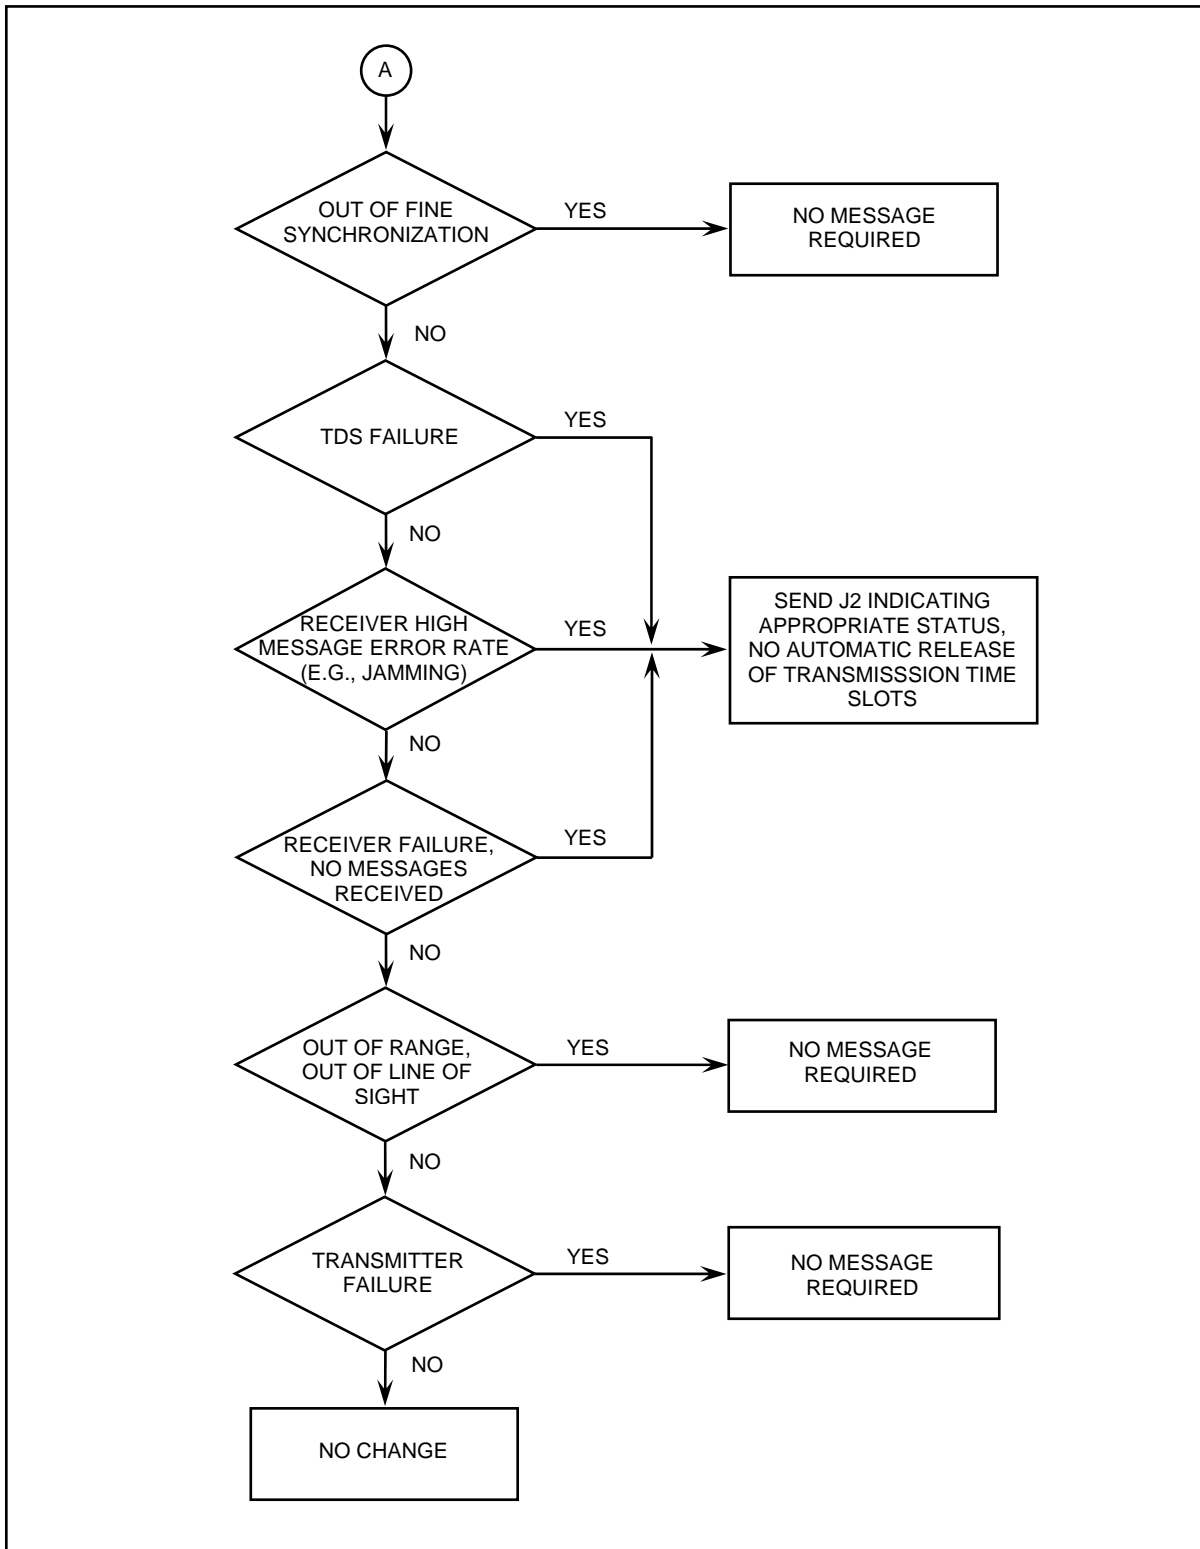 A
OUT OF FINE
SYNCHRONIZATION
YES
NO MESSAGE
REQUIRED
NO
TDS FAILURE
YES
NO
RECEIVER HIGH
MESSAGE ERROR RATE
(E.G., JAMMING)
YES
SEND J2 INDICATING
APPROPRIATE STATUS,
NO AUTOMATIC RELEASE
OF TRANSMISSSION TIME
SLOTS
NO
RECEIVER FAILURE,
NO MESSAGES
RECEIVED
YES
NO
OUT OF RANGE,
OUT OF LINE OF
SIGHT
YES
NO MESSAGE
REQUIRED
NO
TRANSMITTER
FAILURE
YES
NO MESSAGE
REQUIRED
NO
NO CHANGE